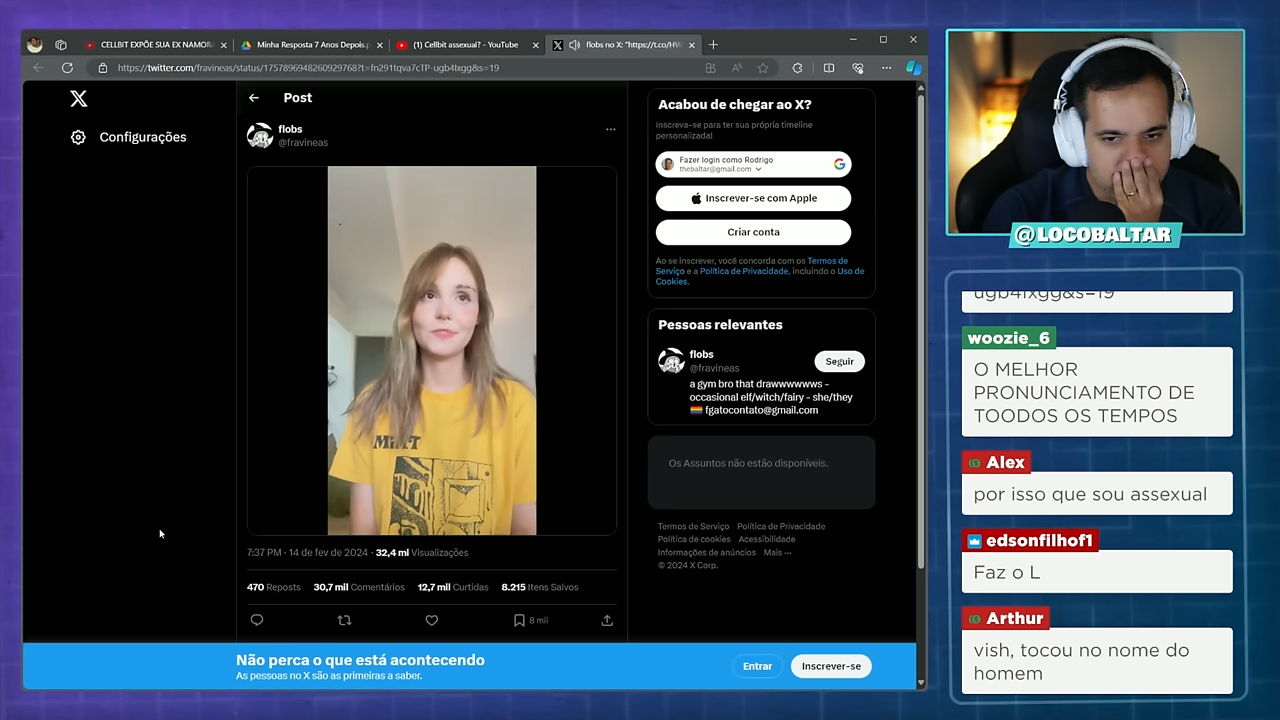 CELLBIT EXPÕE SUA EX NAMOR
Minha Resposta 7 Anos Depois.
(1) Cellbit assexual? - YouTube
flobs no X: "https://t.co/HW
https://twitter.com/fravineas/status/1757896948260929768?t=fn291tqva7cTP-ugb4lxgg&s=19
Configurações
Post
flobs
@fravineas
7:37 PM · 14 de fev de 2024 · 32,4 mi Visualizações
470 Reposts 30,7 mil Comentários 12,7 mil Curtidas 8.215 Itens Salvos
8 mil
Acabou de chegar ao X?
Inscreva-se para ter sua própria timeline
personalizada!
Fazer login como Rodrigo
thebaltar@gmail.com
Inscrever-se com Apple
Criar conta
Ao se inscrever, você concorda com os Termos de
Serviço e a Política de Privacidade, incluindo o Uso de
Cookies.
Pessoas relevantes
flobs
@fravineas
Seguir
a gym bro that drawwwwwws –
occasional elf/witch/fairy – she/they
fgatocontato@gmail.com
Os Assuntos não estão disponíveis.
Termos de Serviço Política de Privacidade
Política de cookies Acessibilidade
Informações de anúncios Mais ···
© 2024 X Corp.
Não perca o que está acontecendo
As pessoas no X são as primeiras a saber.
Entrar
Inscrever-se
@LOCOBALTAR
ugb4lxgg&s=19
woozie_6
O MELHOR
PRONUNCIAMENTO DE
TOODOS OS TEMPOS
Alex
por isso que sou assexual
edsonfilhof1
Faz o L
Arthur
vish, tocou no nome do
homem